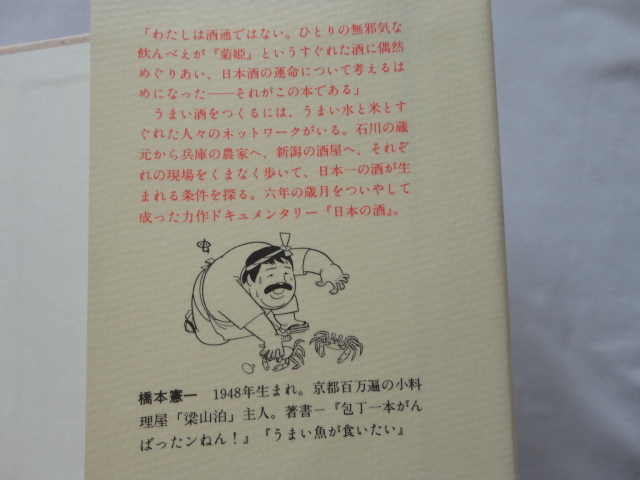 「わたしは酒通ではない。ひとりの無邪気な
飲んべえが『菊姫』というすぐれた酒に偶然
めぐりあい、日本酒の運命について考えるは
めになった――それがこの本である」
うまい酒をつくるには、うまい水と米とす
ぐれた人々のネットワークがいる。石川の蔵
元から兵庫の農家へ、新潟の酒屋へ、それぞ
れの現場をくまなく歩いて、日本一の酒が生
まれる条件を探る。六年の歳月をついやして
成った力作ドキュメンタリー『日本の酒』。
橋本憲一 1948年生まれ。京都百万遍の小料
理屋「梁山泊」主人。著書―『包丁一本がん
ばったンねん!』『うまい魚が食いたい』